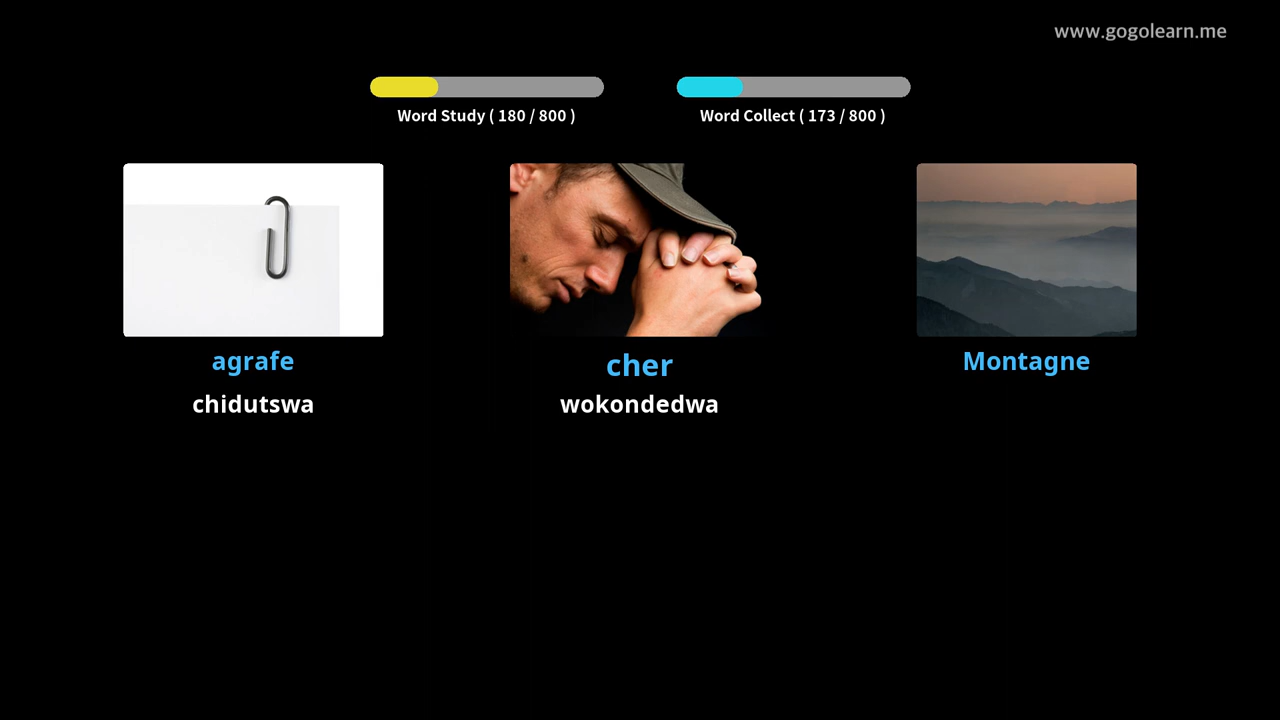 www.gogolearn.me
Word Study ( 180 / 800 )
Word Collect ( 173 / 800 )
agrafe
chidutswa
cher
wokondedwa
Montagne